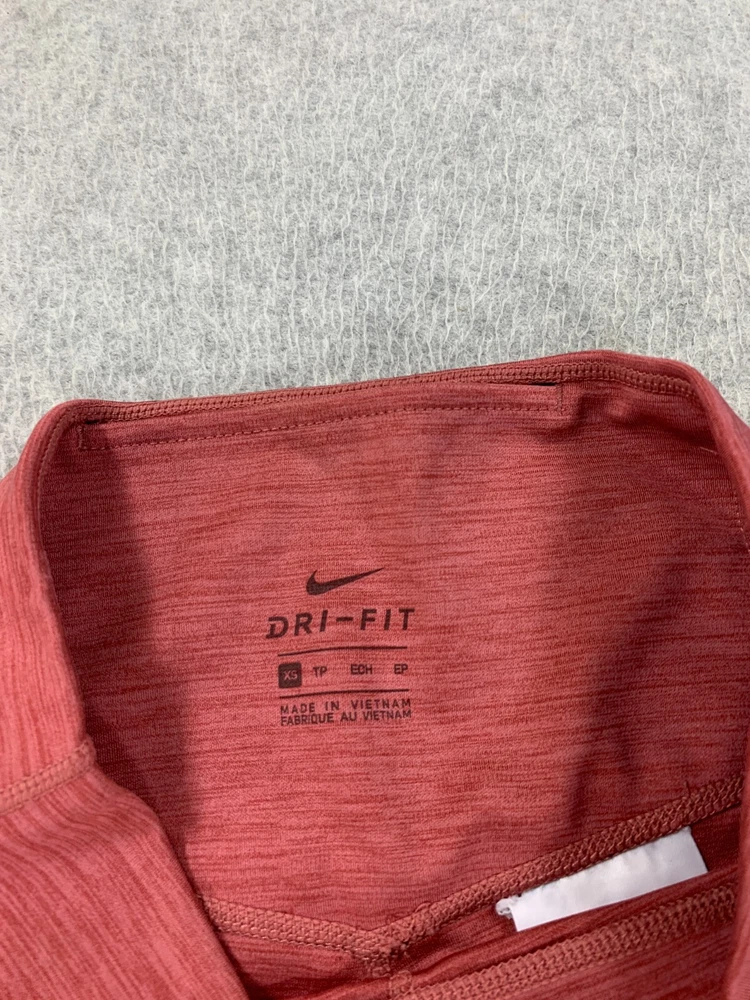 DRI-FIT
XS TP ECH EP
MADE IN VIETNAM
FABRIQUE AU VIETNAM